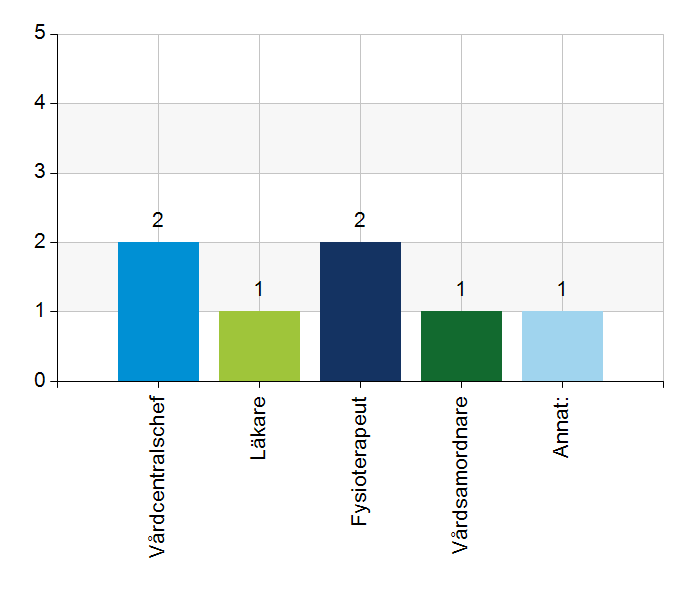 5
4
3
2
1
0
2
1
2
1
1
Vårdcentralschef
Läkare
Fysioterapeut
Vårdsamordnare
Annat: